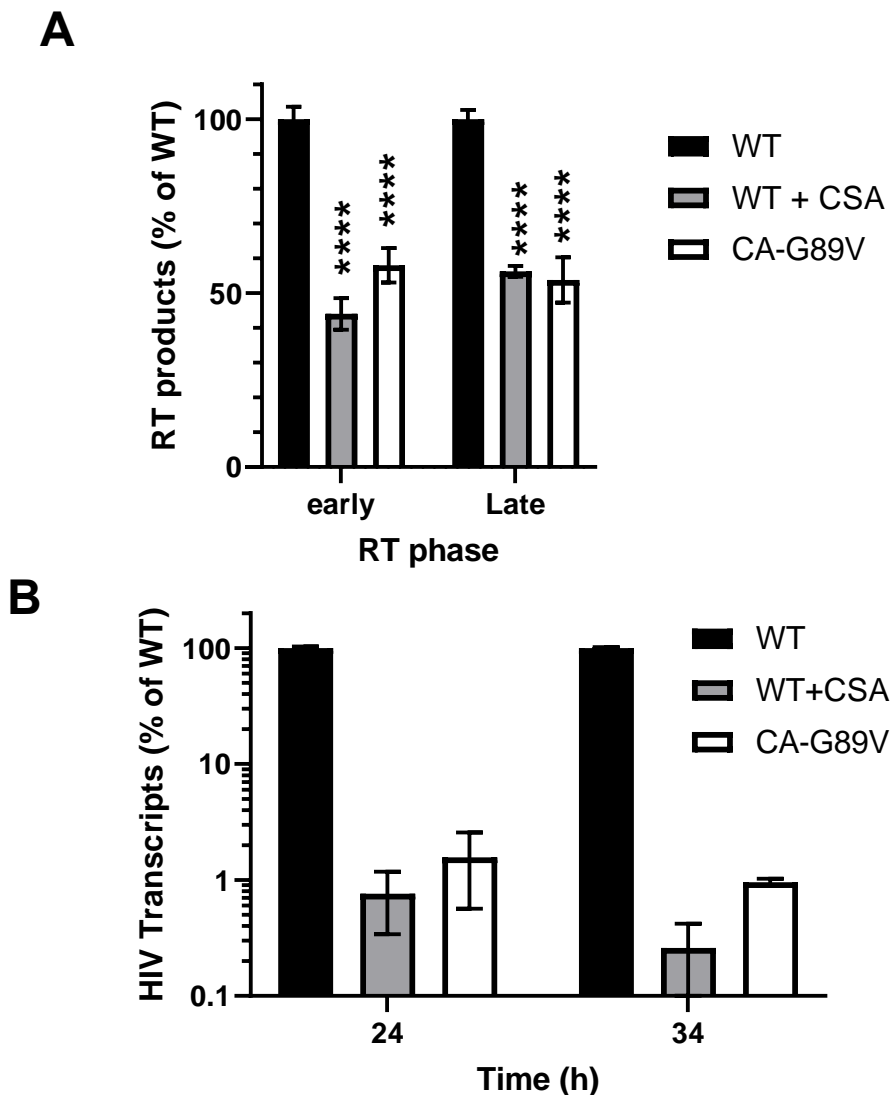 A
RT products (% of WT)
100
50
0
****
****
****
****
early
Late
RT phase
WT
WT + CSA
CA-G89V
B
HIV Transcripts (% of WT)
100
10
1
0.1
24
34
Time (h)
WT
WT+CSA
CA-G89V